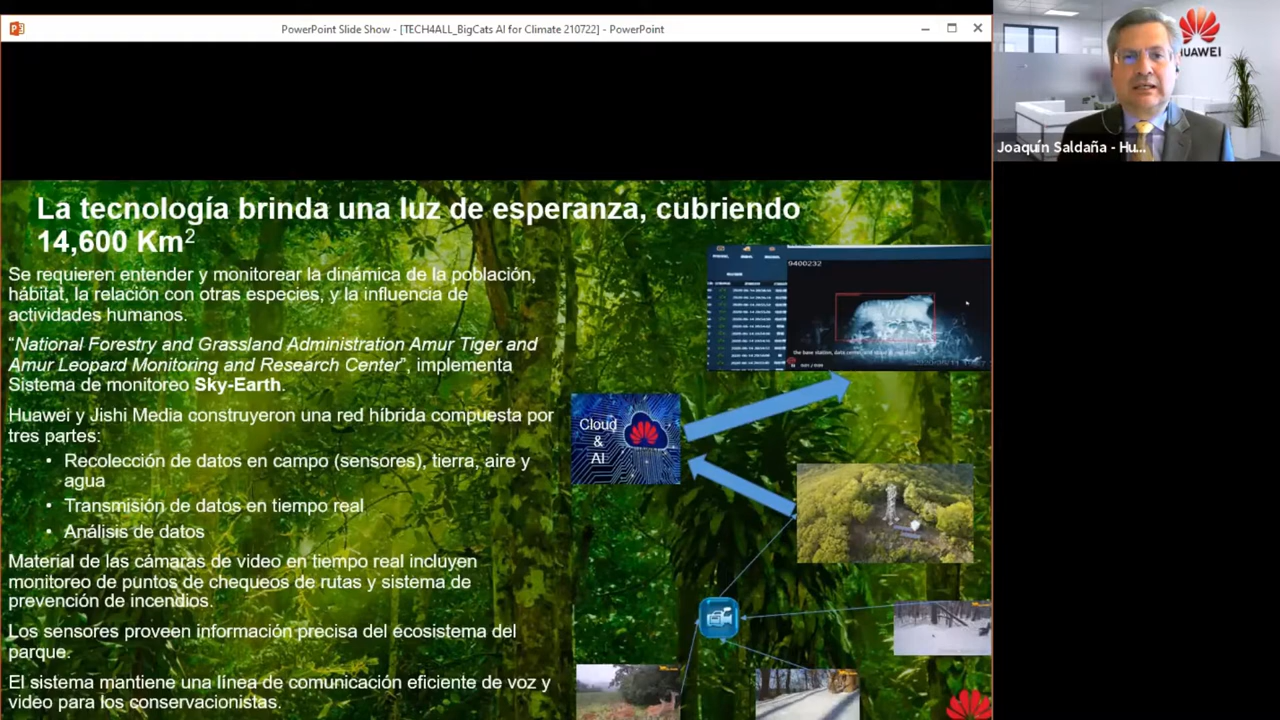 PowerPoint Slide Show - [TECH4ALL_BigCats AI for Climate 210722] - PowerPoint
HUAWEI
Joaquín Saldaña - Hu...
La tecnología brinda una luz de esperanza, cubriendo
14,600 Km²
Se requieren entender y monitorear la dinámica de la población,
hábitat, la relación con otras especies, y la influencia de
actividades humanos.
“National Forestry and Grassland Administration Amur Tiger and
Amur Leopard Monitoring and Research Center”, implementa
Sistema de monitoreo Sky-Earth.
Huawei y Jishi Media construyeron una red híbrida compuesta por
tres partes:
• Recolección de datos en campo (sensores), tierra, aire y
agua
• Transmisión de datos en tiempo real
• Análisis de datos
Material de las cámaras de video en tiempo real incluyen
monitoreo de puntos de chequeos de rutas y sistema de
prevención de incendios.
Los sensores proveen información precisa del ecosistema del
parque.
El sistema mantiene una línea de comunicación eficiente de voz y
video para los conservacionistas.
9400232
the base station, data center, and
Cloud
&
AI